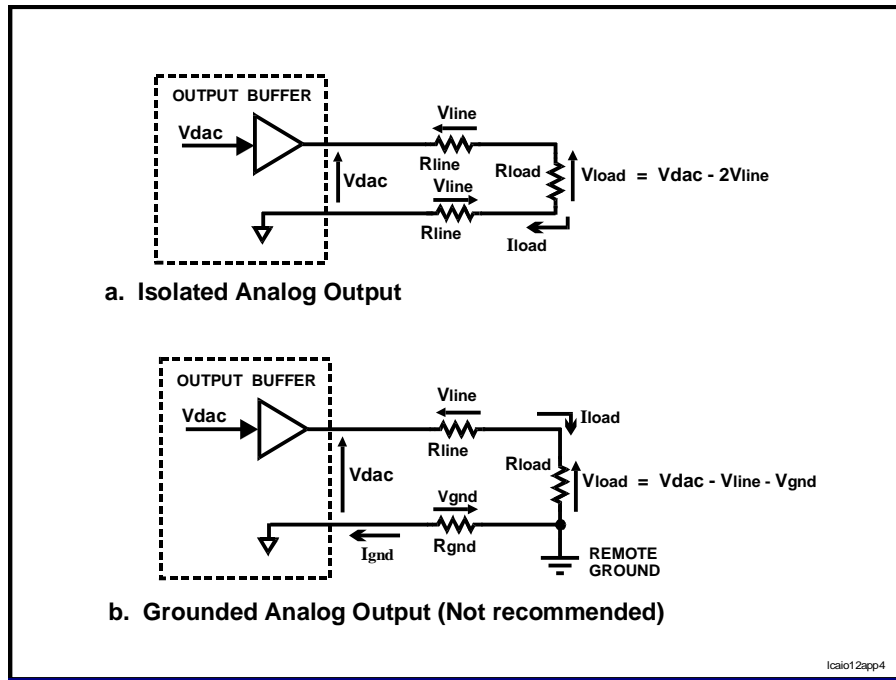 OUTPUT BUFFER
Vdac
Vline
Rline
Vdac
Vline
Rline
Rload
Vload = Vdac - 2Vline
Iload
a. Isolated Analog Output
OUTPUT BUFFER
Vdac
Vline
Rline
Iload
Vdac
Rload
Vload = Vdac - Vline - Vgnd
Vgnd
Rgnd
Ignd
REMOTE
GROUND
b. Grounded Analog Output (Not recommended)
lcaio12app4